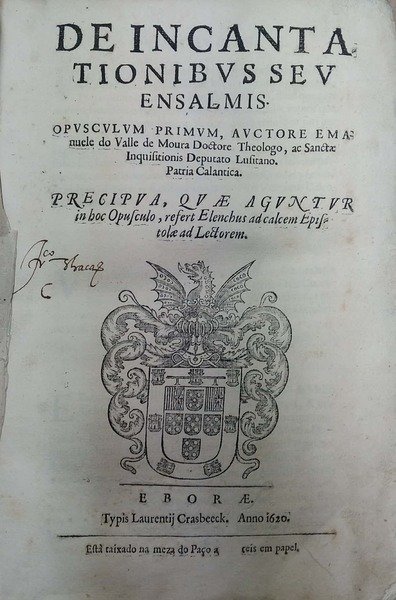 DE INCANTA
TIONIBVS SEV
ENSALMIS.
OPVSCVLVM PRIMVM, AVCTORE EMA-
nuele do Valle de Moura Doctore Theologo, ac Sanctæ
Inquisitionis Deputato Lusitano.
Patria Calantica.
PRECIPVA, QVÆ AGVNTVR
in hoc Opusculo, refert Elenchus ad calcem Epis-
tolæ ad Lectorem.
EBORÆ.
Typis Laurentij Crasbeeck. Anno 1620.
Està taixado na meza do Paço a reis em papel.